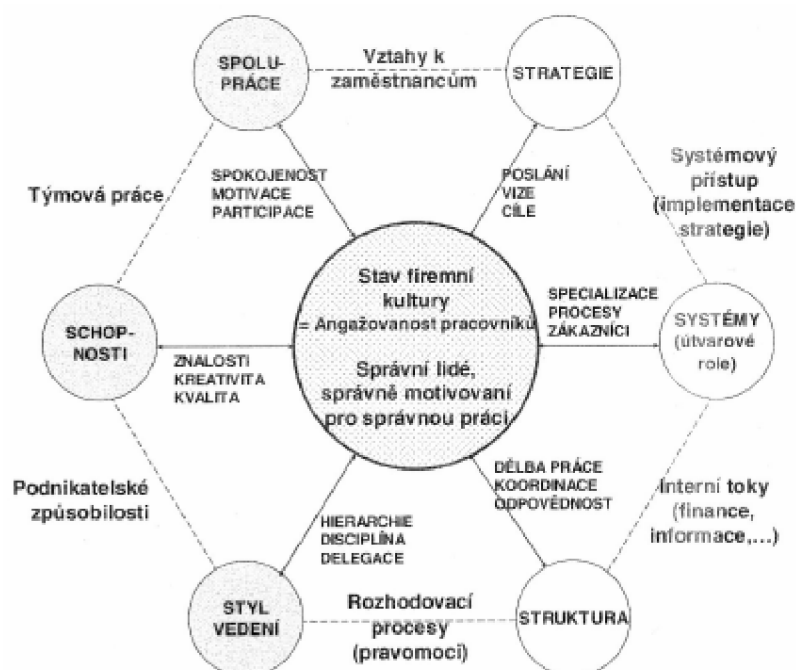 SPOLU-
PRÁCE
Vztahy k
zaměstnancům
STRATEGIE
SPOKOJENOST
MOTIVACE
PARTICIPACE
POSLÁNÍ
VIZE
CÍLE
Týmová práce
Systémový
přístup
(implementace
strategie)
Stav firemní
kultury
= Angažovanost pracovníků
Správní lidé,
správně motivovaní
pro správnou práci
SCHOP-
NOSTI
ZNALOSTI
KREATIVITA
KVALITA
SPECIALIZACE
PROCESY
ZÁKAZNÍCI
SYSTÉMY
(útvarové
role)
Podnikatelské
způsobilosti
HIERARCHIE
DISCIPLÍNA
DELEGACE
DĚLBA PRÁCE
KOORDINACE
ODPOVĚDNOST
Interní toky
(finance,
informace,...)
STYL
VEDENÍ
Rozhodovací
procesy
(pravomoci)
STRUKTURA